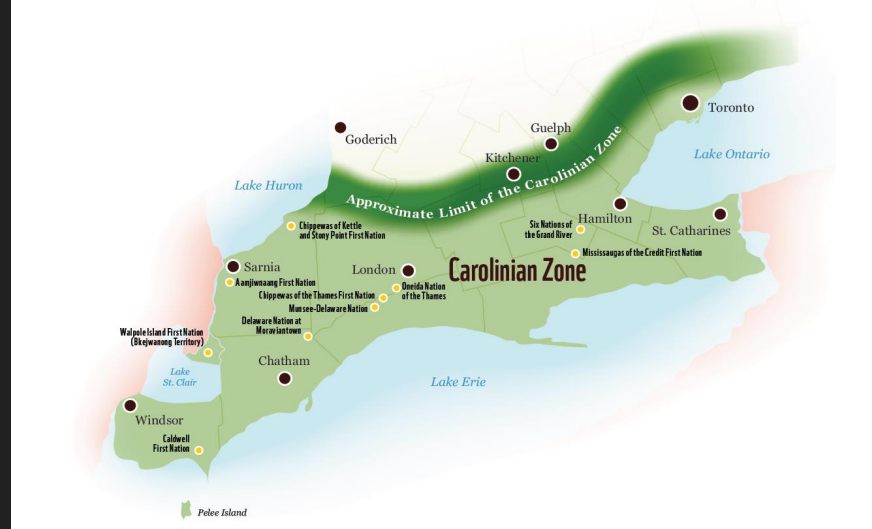 Toronto
Goderich
Guelph
Kitchener
Lake Ontario
Approximate Limit of the Carolinian Zone
Lake Huron
Chippewas of Kettle
and Stony Point First Nation
Six Nations of
the Grand River
Hamilton
St. Catharines
Mississaugas of the Credit First Nation
Sarnia
London
Carolinian Zone
Aamjiwnaang First Nation
Oneida Nation
of the Thames
Chippewas of the Thames First Nation
Munsee-Delaware Nation
Delaware Nation at
Moraviantown
Walpole Island First Nation
(Bkejwanong Territory)
Chatham
Lake
St. Clair
Lake Erie
Windsor
Caldwell
First Nation
Pelee Island